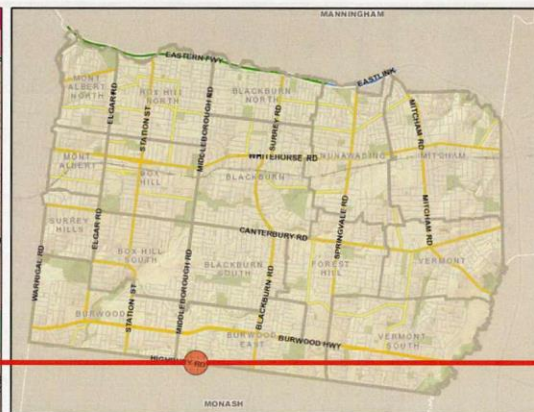 MANNINGHAM
EASTERN FWY
EASTLINK
MONT
ALBERT
NORTH
ELGAR RD
BOX HILL
NORTH
STATION ST
MIDDLEBOROUGH RD
BLACKBURN
NORTH
SURREY RD
MITCHAM RD
WHITEHORSE RD
NUNAWADING
MITCHAM
MONT
ALBERT
BOX
HILL
BLACKBURN
SURREY
HILLS
ELGAR RD
CANTERBURY RD
SPRINGVALE RD
MITCHAM RD
WARRIGAL RD
BOX HILL
SOUTH
MIDDLEBOROUGH RD
BLACKBURN
SOUTH
BLACKBURN RD
FOREST
HILL
VERMONT
STATION ST
BURWOOD
BURWOOD
EAST
BURWOOD HWY
VERMONT
SOUTH
RD
MONASH